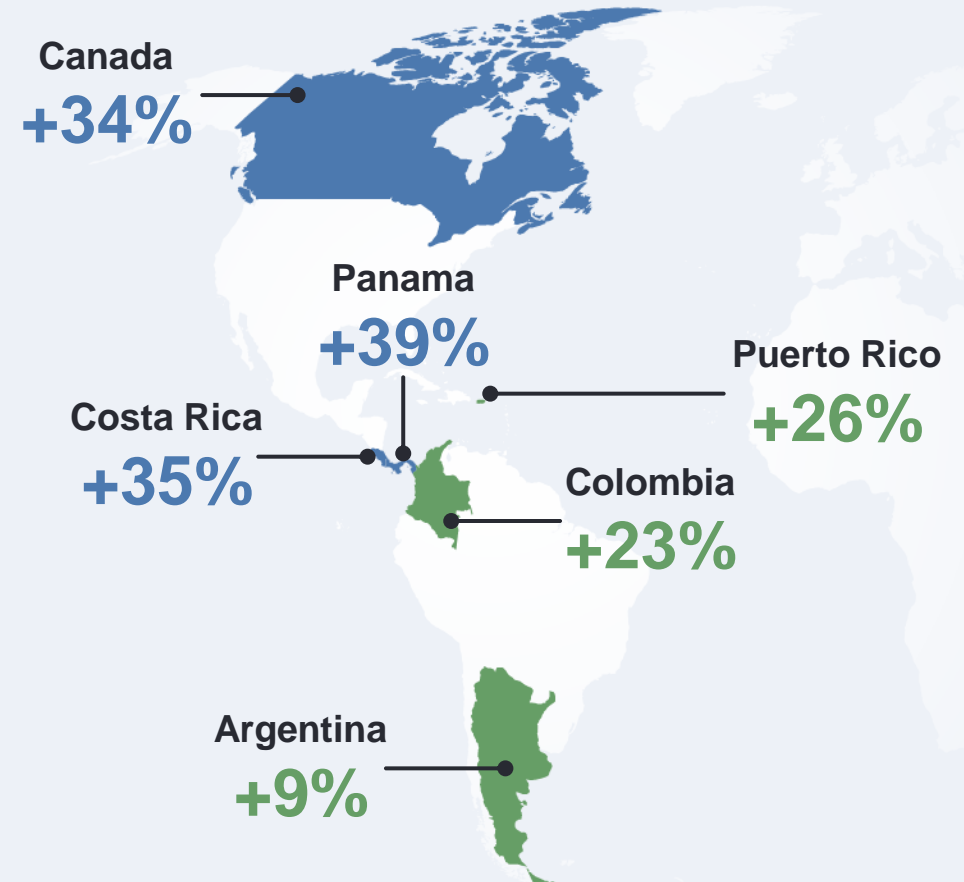 Canada
+34%
Panama
+39%
Puerto Rico
+26%
Costa Rica
+35%
Colombia
+23%
Argentina
+9%